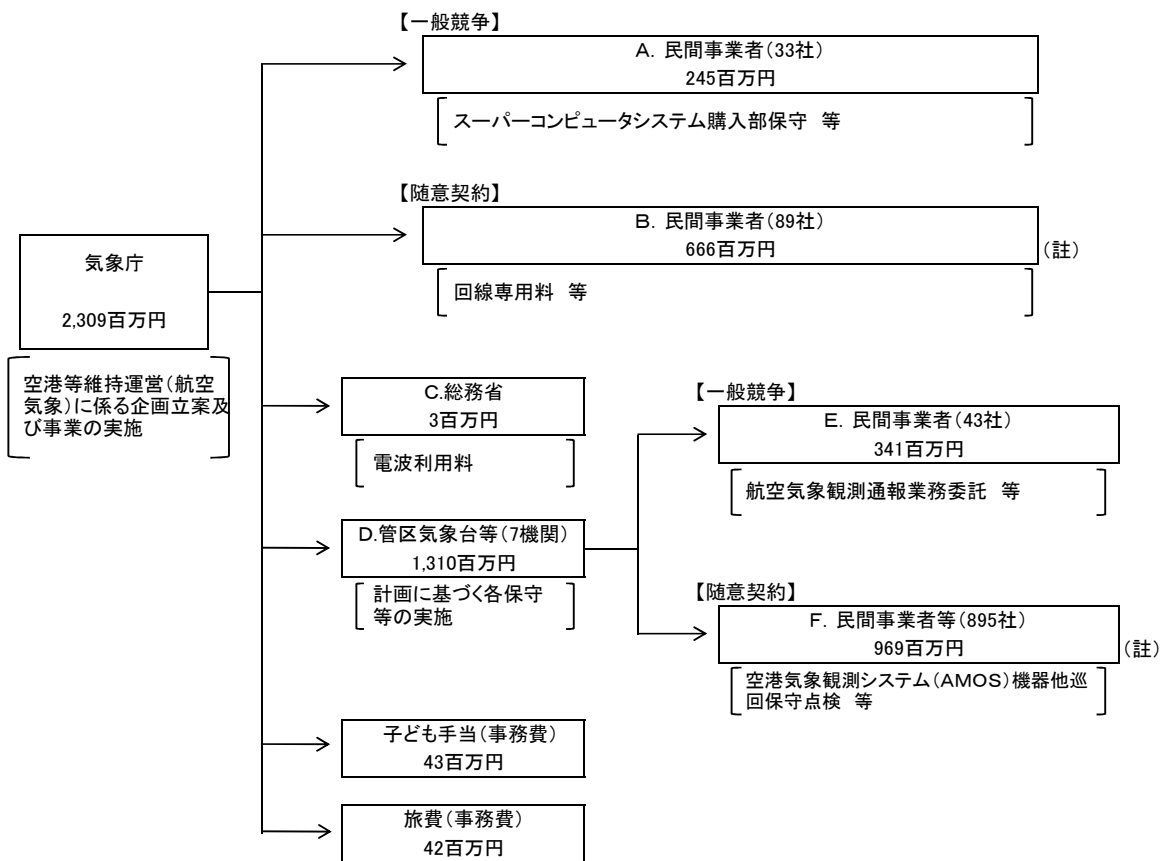 【一般競争】
A. 民間事業者(33社)
245百万円
スーパーコンピュータシステム購入部保守 等
【随意契約】
B. 民間事業者(89社)
666百万円
(註)
回線専用料 等
気象庁
2,309百万円
空港等維持運営(航空
気象)に係る企画立案及
び事業の実施
C.総務省
3百万円
電波利用料
【一般競争】
E. 民間事業者(43社)
341百万円
航空気象観測通報業務委託 等
D.管区気象台等(7機関)
1,310百万円
計画に基づく各保守
等の実施
【随意契約】
F. 民間事業者等(895社)
969百万円
(註)
空港気象観測システム(AMOS)機器他巡
回保守点検 等
子ども手当(事務費)
43百万円
旅費(事務費)
42百万円